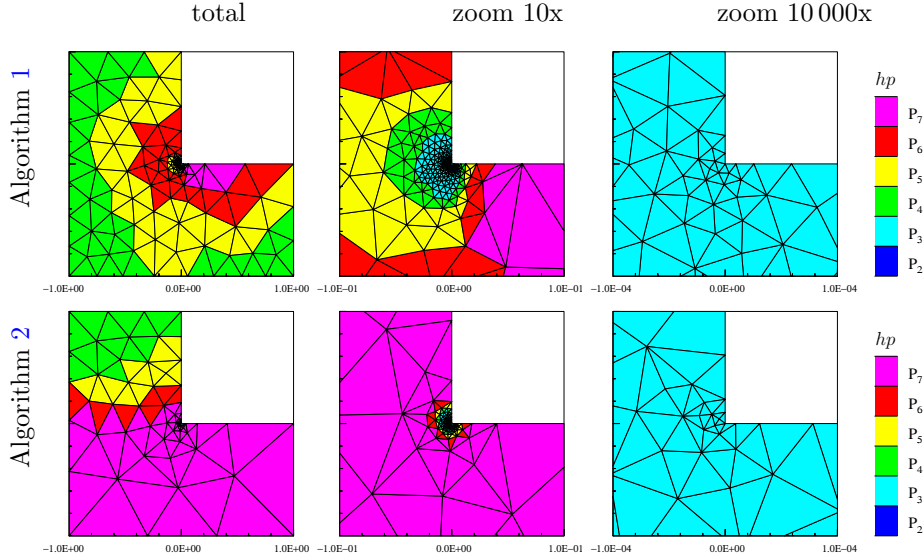 total zoom 10x zoom 10 000x
Algorithm 1
hp
P7
P6
P5
P4
P3
P2
−1.0E+00 0.0E+00 1.0E+00
−1.0E−01 0.0E+00 1.0E−01
−1.0E−04 0.0E+00 1.0E−04
Algorithm 2
hp
P7
P6
P5
P4
P3
P2
−1.0E+00 0.0E+00 1.0E+00
−1.0E−01 0.0E+00 1.0E−01
−1.0E−04 0.0E+00 1.0E−04